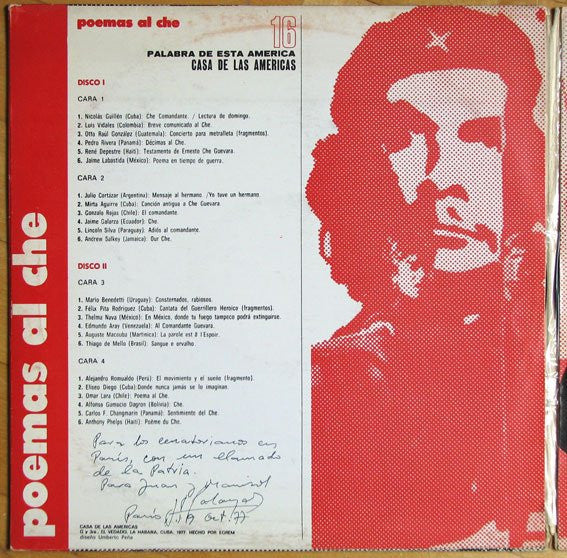 poemas al che
16
PALABRA DE ESTA AMERICA
CASA DE LAS AMERICAS
DISCO I
CARA 1
1. Nicolás Guillén (Cuba): Che Comandante. / Lectura de domingo.
2. Luis Vidales (Colombia): Breve comunicado al Che.
3. Otto Raúl González (Guatemala): Concierto para metralleta (fragmentos).
4. Pedro Rivera (Panamá): Décimas al Che.
5. René Depestre (Haití): Testamento de Ernesto Che Guevara.
6. Jaime Labastida (México): Poema en tiempo de guerra.
CARA 2
1. Julio Cortázar (Argentina): Mensaje al hermano. /Yo tuve un hermano.
2. Mirta Aguirre (Cuba): Canción antigua a Che Guevara.
3. Gonzalo Rojas (Chile): El comandante.
4. Jaime Galarza (Ecuador): Che.
5. Lincoln Silva (Paraguay): Adiós al comandante.
6. Andrew Salkey (Jamaica): Our Che.
DISCO II
CARA 3
1. Mario Benedetti (Uruguay): Consternados, rabiosos.
2. Félix Pita Rodríguez (Cuba): Cantata del Guerrillero Heroico (fragmentos).
3. Thelma Nava (México): En México, donde tu fuego tampoco podrá extinguirse.
4. Edmundo Aray (Venezuela): Al Comandante Guevara.
5. Auguste Macouba (Martinica): La parole est à l'Espoir.
6. Thiago de Mello (Brasil): Sangue e orvalho.
CARA 4
1. Alejandro Romualdo (Perú): El movimiento y el sueño (fragmento).
2. Eliseo Diego (Cuba): Donde nunca jamás se lo imaginan.
3. Omar Lara (Chile): Poema al Che.
4. Alfonso Gumucio Dagron (Bolivia): Che.
5. Carlos F. Changmarin (Panamá): Sentimiento del Che.
6. Anthony Phelps (Haití): Poème du Che.
Para los ecuatorianos en
París, con un llamado
de la Patria.
Para Juan y Marisol
París Oct. 77
CASA DE LAS AMERICAS
G y 3ra., EL VEDADO, LA HABANA, CUBA, 1977. HECHO POR EGREM
diseño Umberto Peña
poemas al che